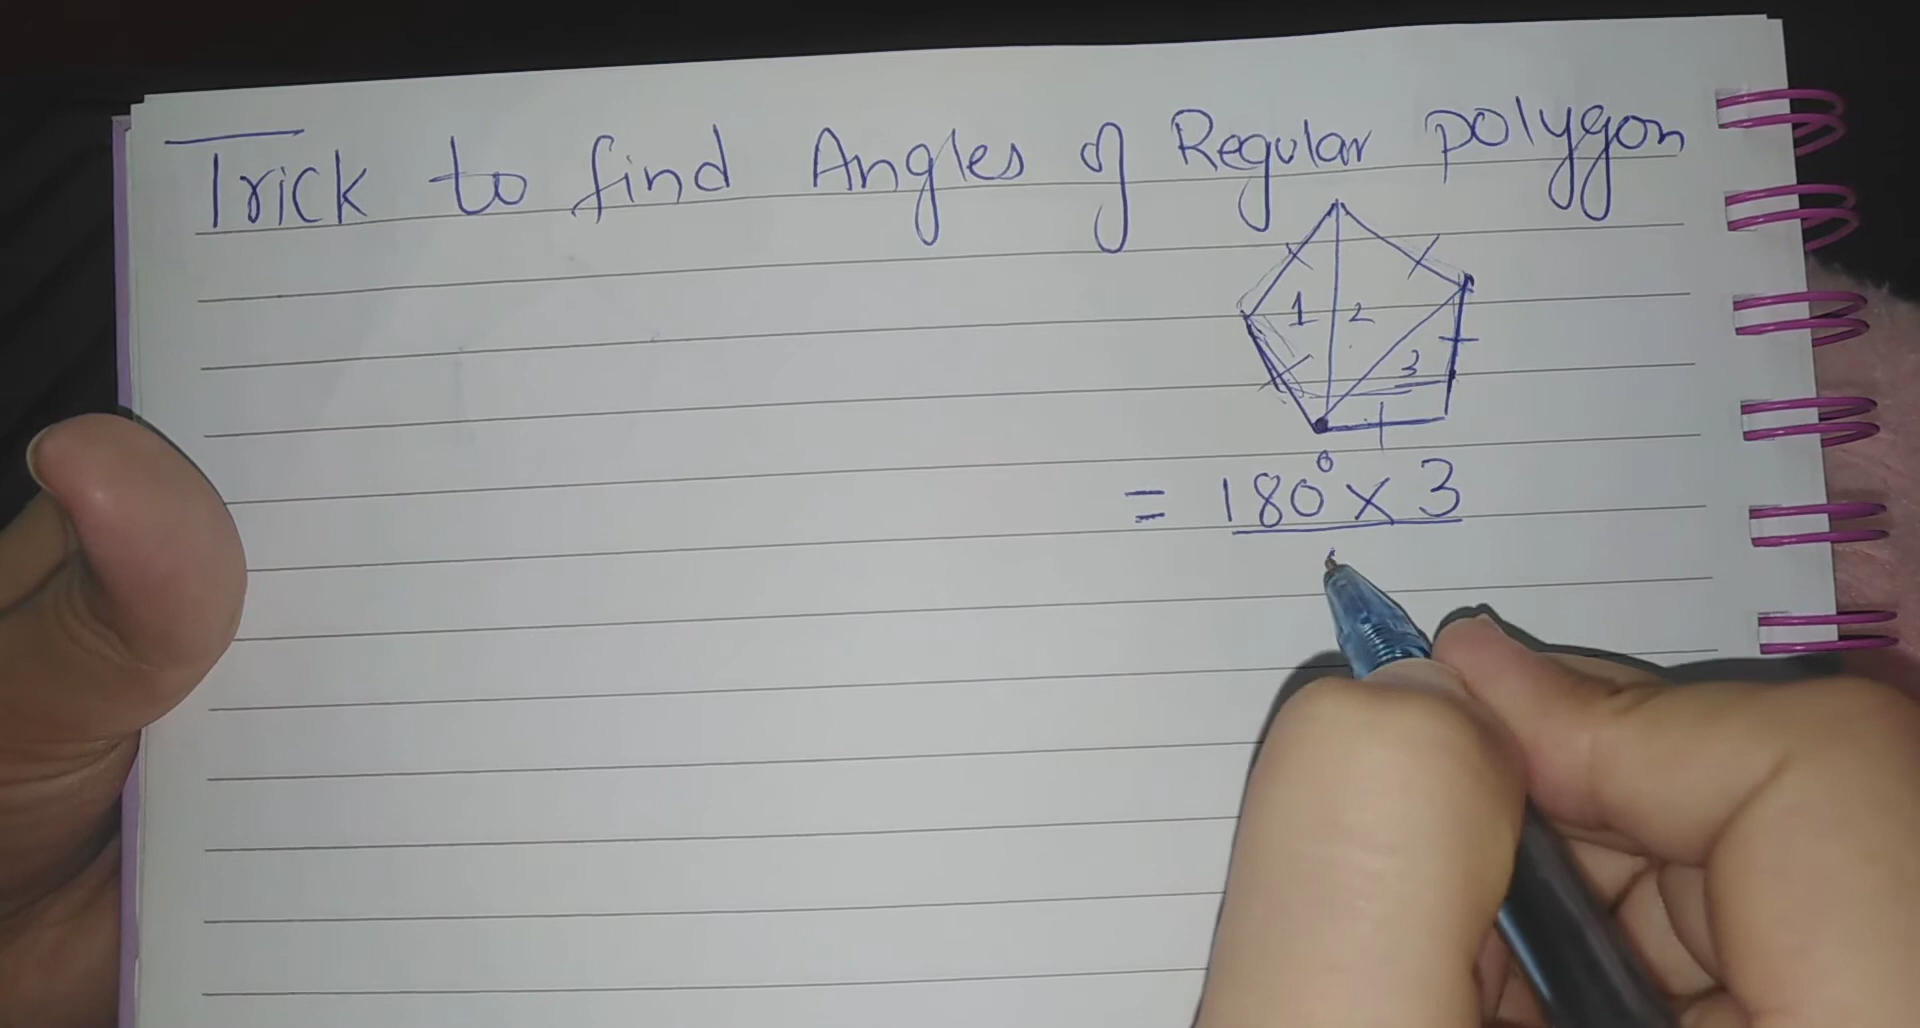 Trick to find Angles of Regular polygon
1 2
3
= 180° x 3